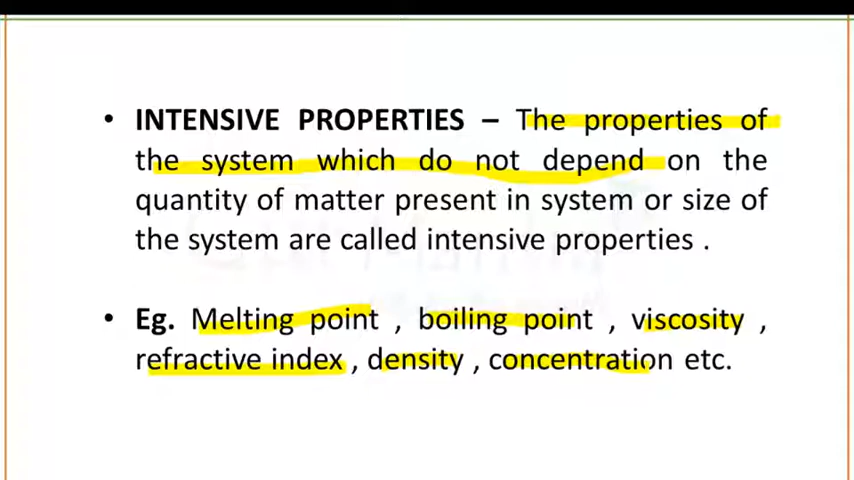 • INTENSIVE PROPERTIES – The properties of
the system which do not depend on the
quantity of matter present in system or size of
the system are called intensive properties .
• Eg. Melting point , boiling point , viscosity ,
refractive index , density , concentration etc.